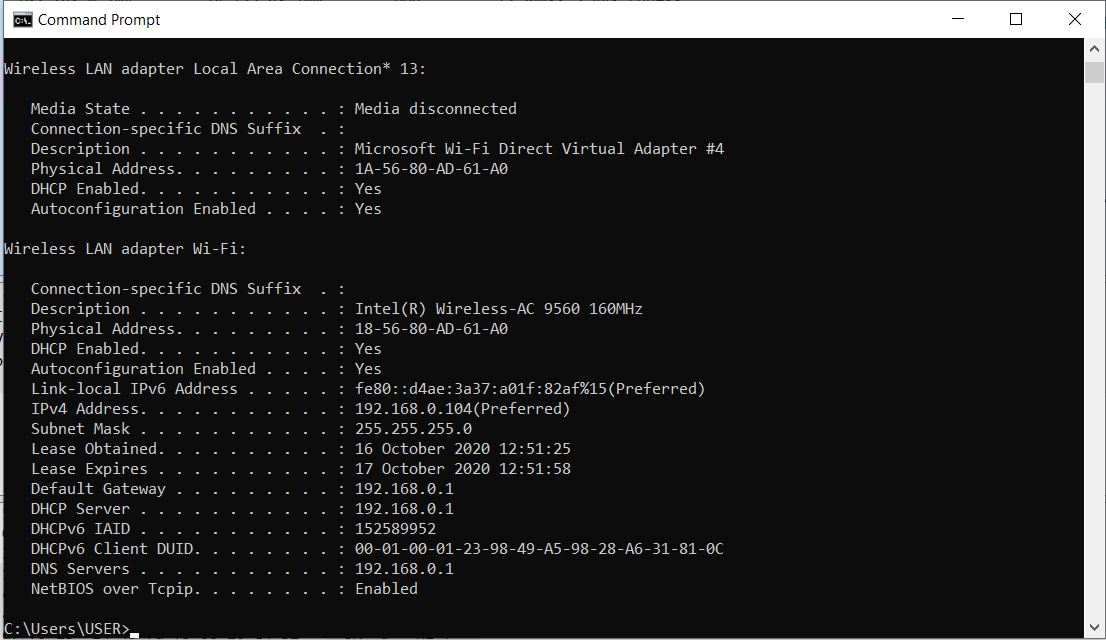 Command Prompt
Wireless LAN adapter Local Area Connection* 13:
Media State . . . . . . . . . . . : Media disconnected
Connection-specific DNS Suffix  . :
Description . . . . . . . . . . . : Microsoft Wi-Fi Direct Virtual Adapter #4
Physical Address. . . . . . . . . : 1A-56-80-AD-61-A0
DHCP Enabled. . . . . . . . . . . : Yes
Autoconfiguration Enabled . . . . : Yes
Wireless LAN adapter Wi-Fi:
Connection-specific DNS Suffix  . :
Description . . . . . . . . . . . : Intel(R) Wireless-AC 9560 160MHz
Physical Address. . . . . . . . . : 18-56-80-AD-61-A0
DHCP Enabled. . . . . . . . . . . : Yes
Autoconfiguration Enabled . . . . : Yes
Link-local IPv6 Address . . . . . : fe80::d4ae:3a37:a01f:82af%15(Preferred)
IPv4 Address. . . . . . . . . . . : 192.168.0.104(Preferred)
Subnet Mask . . . . . . . . . . . : 255.255.255.0
Lease Obtained. . . . . . . . . . : 16 October 2020 12:51:25
Lease Expires . . . . . . . . . . : 17 October 2020 12:51:58
Default Gateway . . . . . . . . . : 192.168.0.1
DHCP Server . . . . . . . . . . . : 192.168.0.1
DHCPv6 IAID . . . . . . . . . . . : 152589952
DHCPv6 Client DUID. . . . . . . . : 00-01-00-01-23-98-49-A5-98-28-A6-31-81-0C
DNS Servers . . . . . . . . . . . : 192.168.0.1
NetBIOS over Tcpip. . . . . . . . : Enabled
C:\Users\USER>